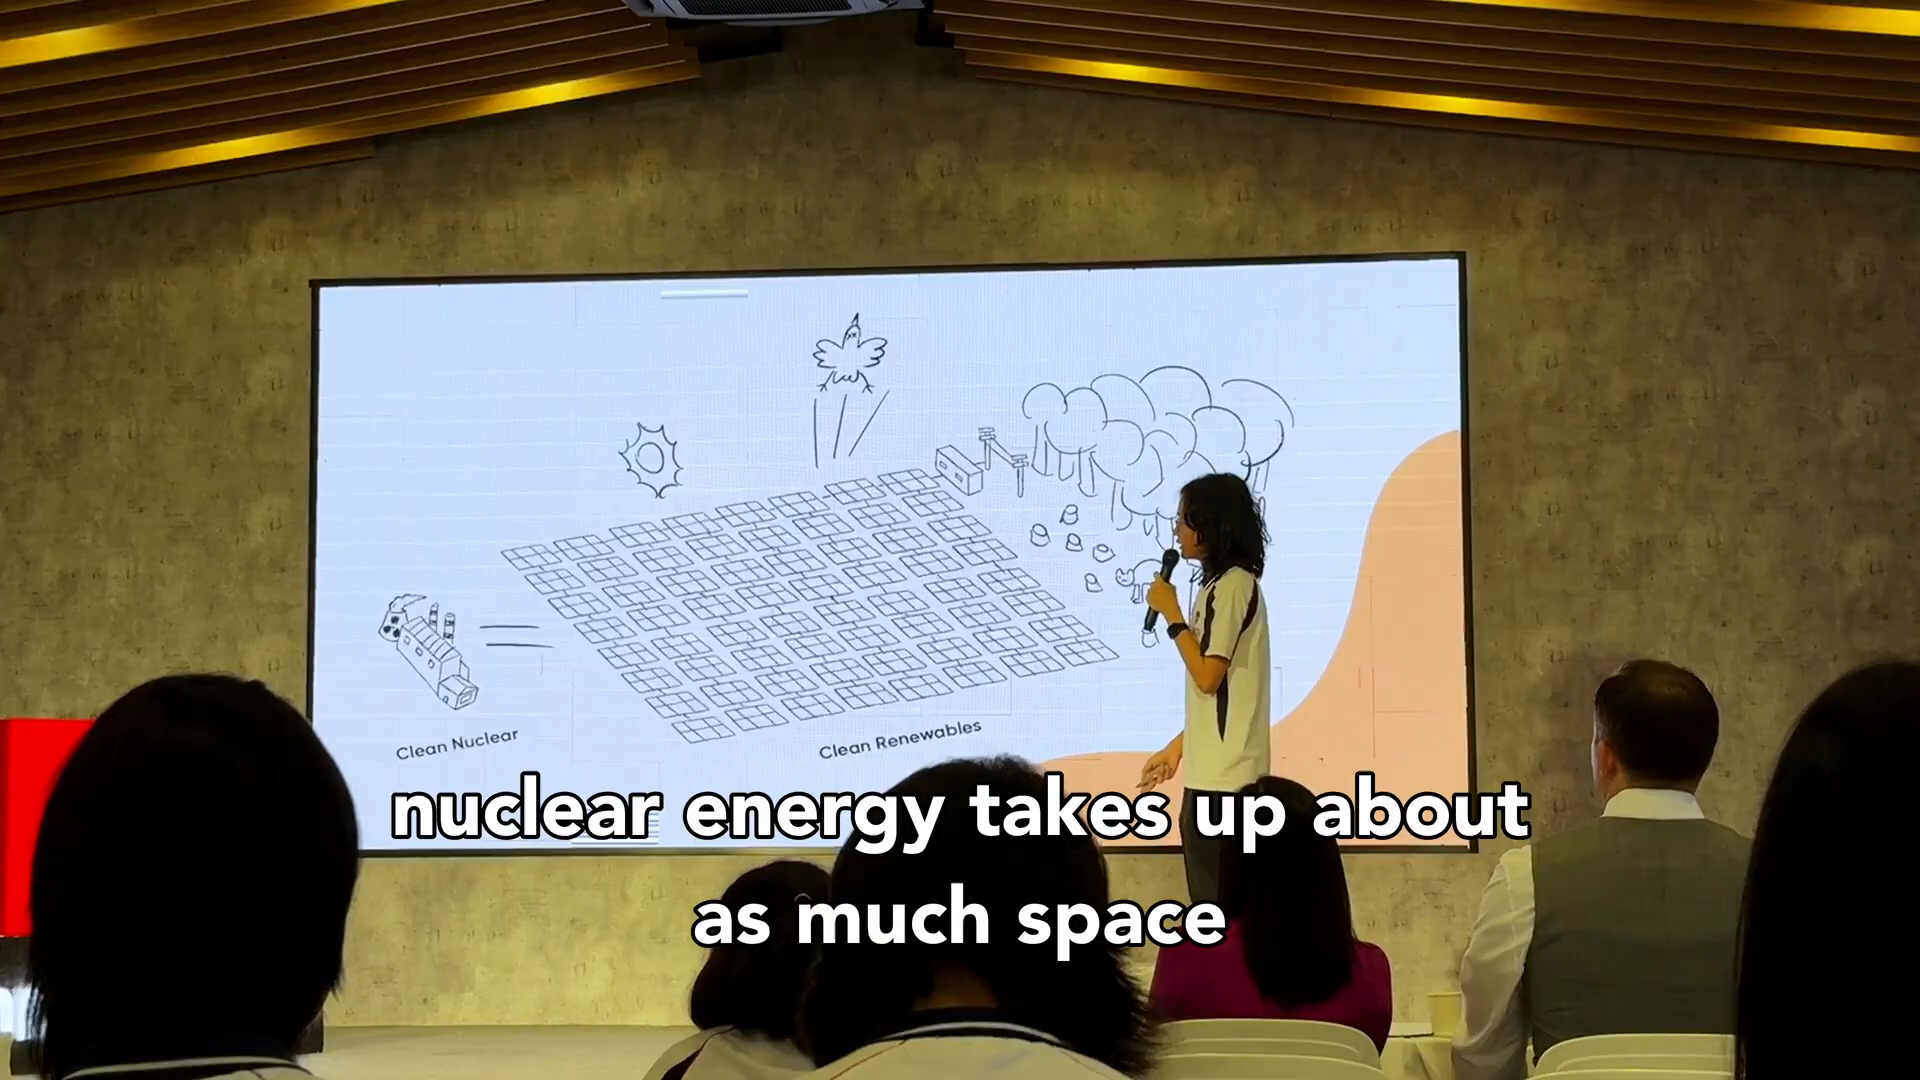 Clean Nuclear
Clean Renewables
nuclear energy takes up about
as much space